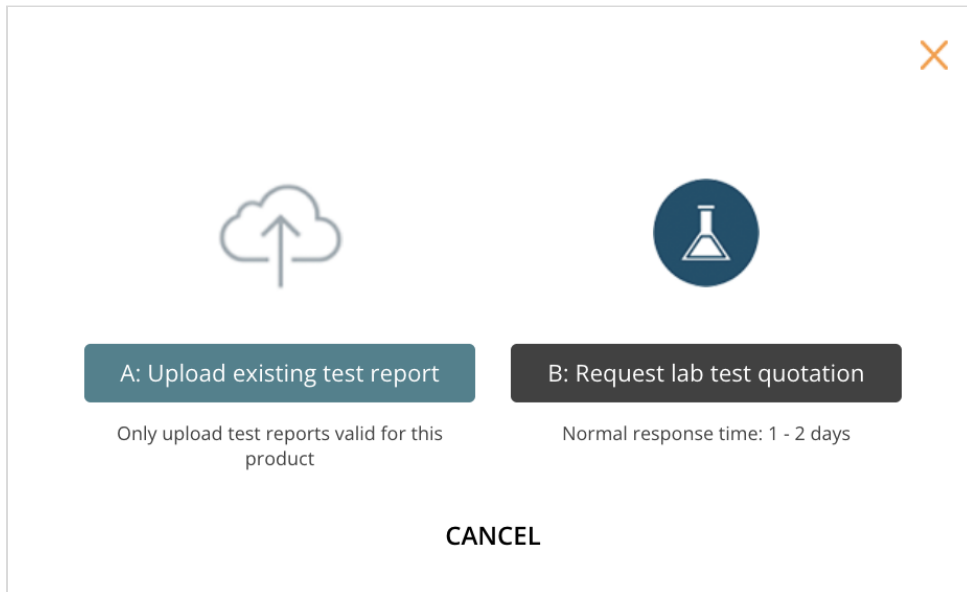 A: Upload existing test report
B: Request lab test quotation
Only upload test reports valid for this
product
Normal response time: 1 - 2 days
CANCEL